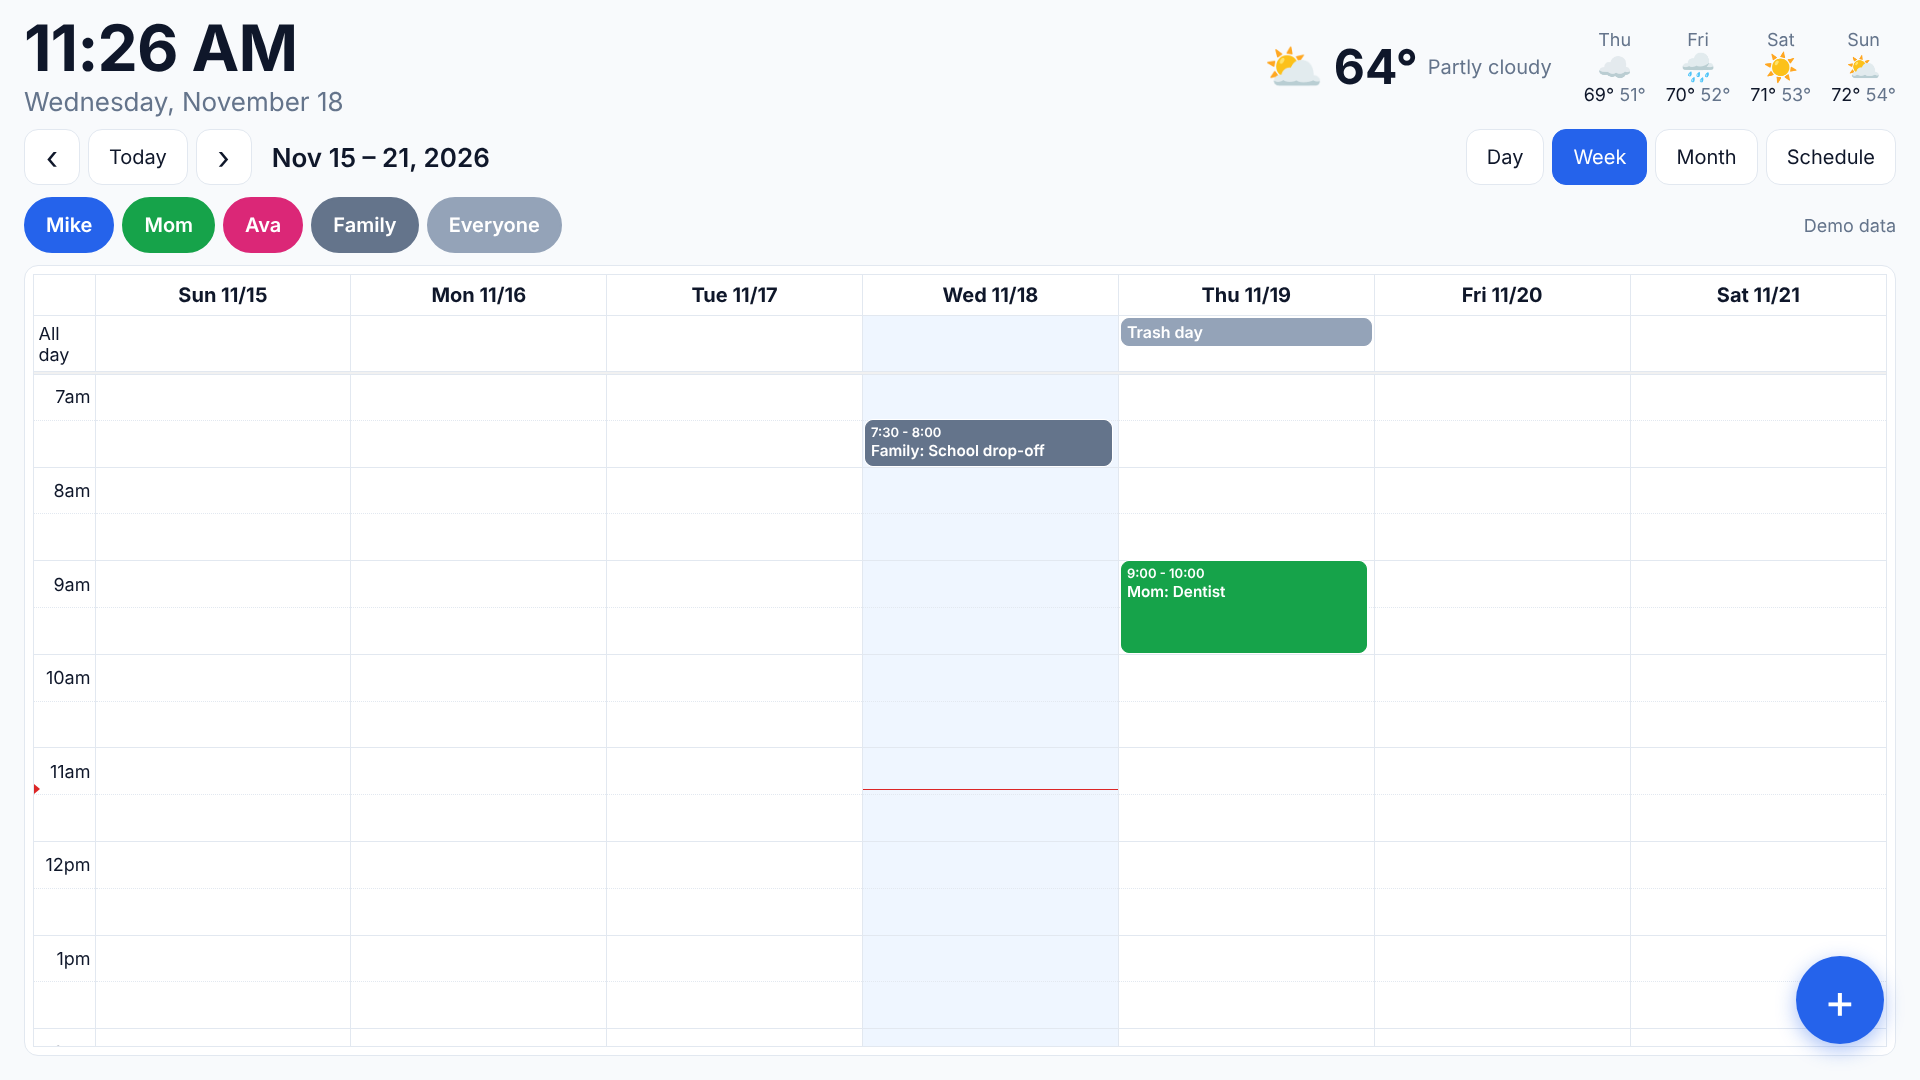 11:26 AM
Wednesday, November 18
64° Partly cloudy
Thu Fri Sat Sun
69° 51° 70° 52° 71° 53° 72° 54°
‹ Today › Nov 15 – 21, 2026
Day Week Month Schedule
Mike Mom Ava Family Everyone
Demo data
Sun 11/15 Mon 11/16 Tue 11/17 Wed 11/18 Thu 11/19 Fri 11/20 Sat 11/21
All day
Trash day
7am
7:30 - 8:00
Family: School drop-off
8am
9am
9:00 - 10:00
Mom: Dentist
10am
11am
12pm
1pm
+